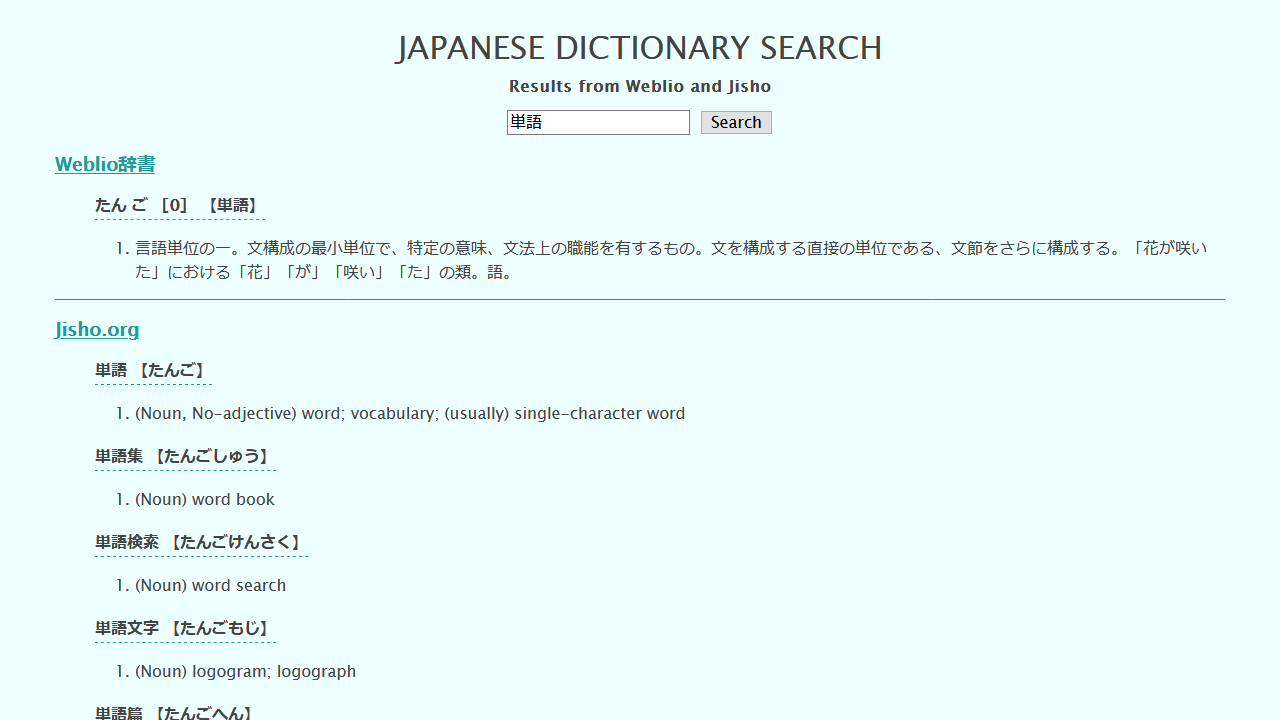 JAPANESE DICTIONARY SEARCH
Results from Weblio and Jisho
単語 Search
Weblio辞書
たん ご ［0］ 【単語】
1. 言語単位の一。文構成の最小単位で、特定の意味、文法上の職能を有するもの。文を構成する直接の単位である、文節をさらに構成する。「花が咲い
た」における「花」「が」「咲い」「た」の類。語。
Jisho.org
単語 【たんご】
1. (Noun, No-adjective) word; vocabulary; (usually) single-character word
単語集 【たんごしゅう】
1. (Noun) word book
単語検索 【たんごけんさく】
1. (Noun) word search
単語文字 【たんごもじ】
1. (Noun) logogram; logograph
単語篇 【たんごへん】